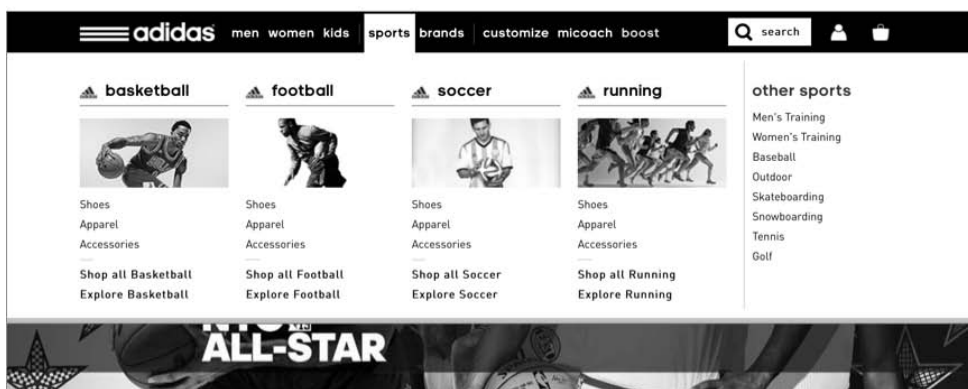 adidas men women kids sports brands customize micoach boost search
basketball
Shoes
Apparel
Accessories
Shop all Basketball
Explore Basketball
football
Shoes
Apparel
Accessories
Shop all Football
Explore Football
soccer
Shoes
Apparel
Accessories
Shop all Soccer
Explore Soccer
running
Shoes
Apparel
Accessories
Shop all Running
Explore Running
other sports
Men's Training
Women's Training
Baseball
Outdoor
Skateboarding
Snowboarding
Tennis
Golf
NYC
ALL-STAR